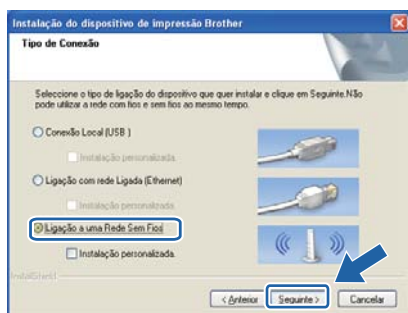 Instalação do dispositivo de impressão Brother
Tipo de Conexão
Seleccione o tipo de ligação do dispositivo que quer instalar e clique em Seguinte.Não
pode utilizar a rede com fios e sem fios ao mesmo tempo.
Conexão Local (USB )
Instalação personalizada.
Ligação com rede Ligada (Ethernet)
Instalação personalizada.
Ligação a uma Rede Sem Fios
Instalação personalizada.
InstallShield
< Anterior
Seguinte >
Cancelar